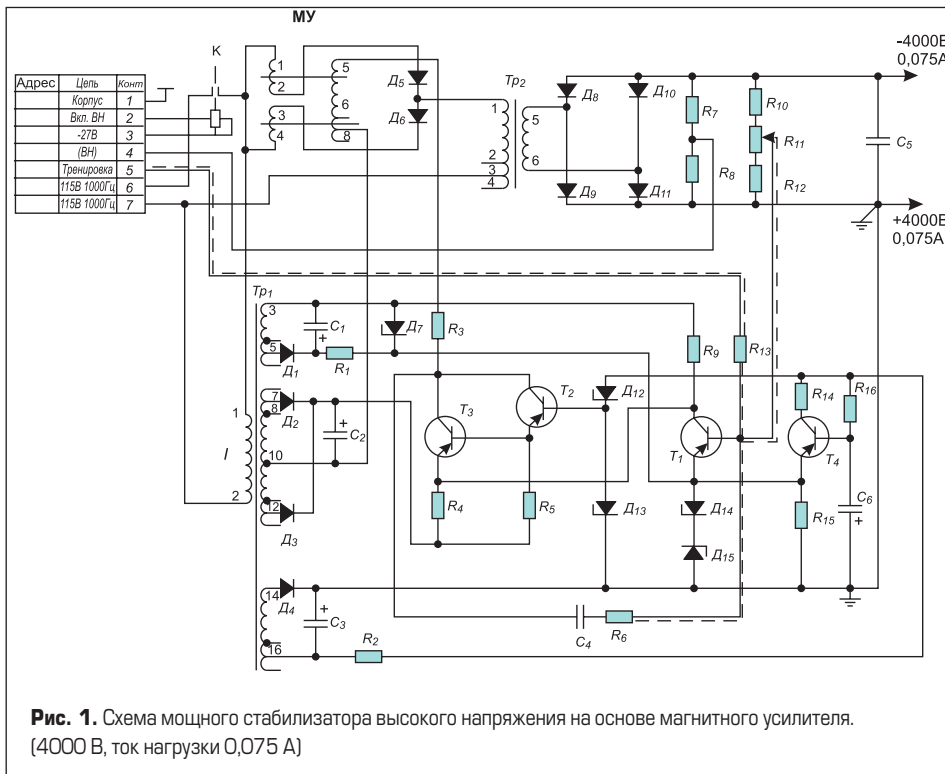 МУ
К
Адрес Цепь Конт
Корпус 1
Вкл. ВН 2
-27В 3
(ВН) 4
Тренировка 5
115В 1000Гц 6
115В 1000Гц 7
1
2
3
4
5
6
8
Д5
Д6
Тр2
1
2
3
4
5
6
Д8
Д10
Д9
Д11
R7
R8
R10
R11
R12
C5
-4000В
0,075А
+4000В
0,075А
Тр1
3
5
Д1
C1
+
R1
Д7
R3
R9
R13
1
2
I
7
8
10
12
Д2
Д3
C2
+
T3
T2
R4
R5
Д12
Д13
T1
Д14
Д15
R14
R16
T4
R15
C6
+
14
16
Д4
C3
+
R2
C4
R6
Рис. 1. Схема мощного стабилизатора высокого напряжения на основе магнитного усилителя.
(4000 В, ток нагрузки 0,075 А)